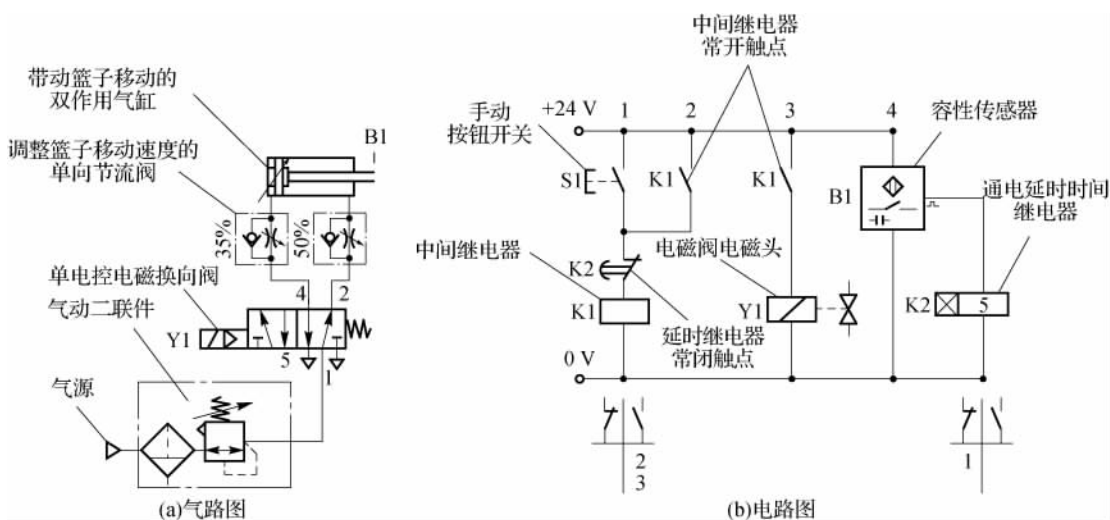 带动篮子移动的
双作用气缸
B1
调整篮子移动速度的
单向节流阀
35%
50%
单电控电磁换向阀
4
2
气动二联件
Y1
5
1
气源
(a)气路图
中间继电器
常开触点
手动
按钮开关
+24 V
1
2
3
4
容性传感器
S1
K1
K1
B1
通电延时时间
继电器
中间继电器
电磁阀电磁头
K2
K1
Y1
K2
5
延时继电器
常闭触点
0 V
2
3
1
(b)电路图